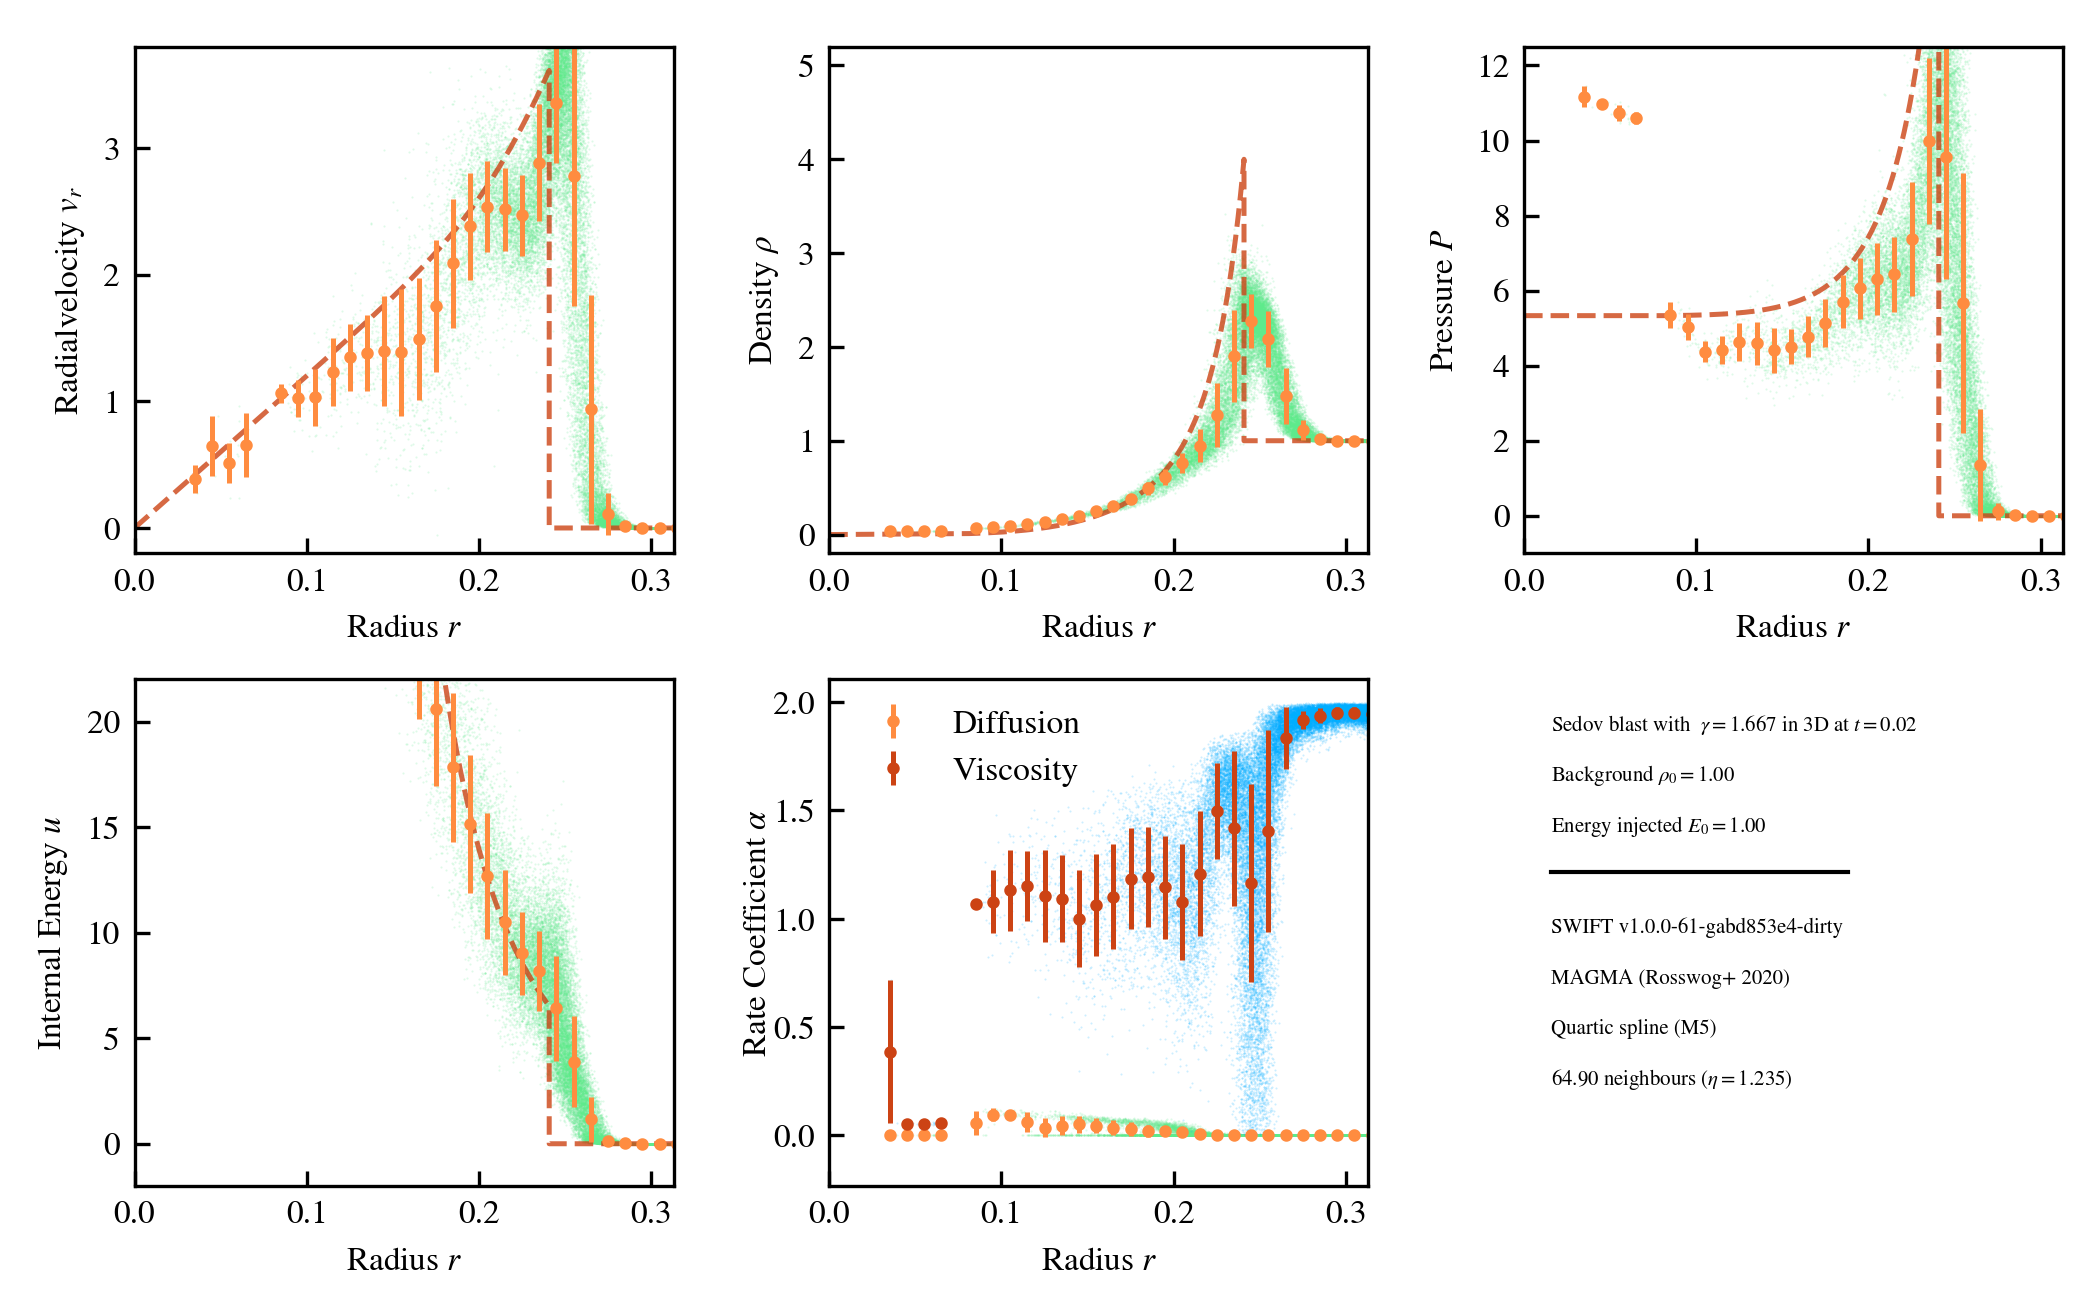 Radialvelocity v_r
3
2
1
0
0.0 0.1 0.2 0.3
Radius r
Density ρ
5
4
3
2
1
0
0.0 0.1 0.2 0.3
Radius r
Pressure P
12
10
8
6
4
2
0
0.0 0.1 0.2 0.3
Radius r
Internal Energy u
20
15
10
5
0
0.0 0.1 0.2 0.3
Radius r
Rate Coefficient α
2.0
1.5
1.0
0.5
0.0
Diffusion
Viscosity
0.0 0.1 0.2 0.3
Radius r
Sedov blast with γ = 1.667 in 3D at t = 0.02
Background ρ₀ = 1.00
Energy injected E₀ = 1.00
SWIFT v1.0.0-61-gabd853e4-dirty
MAGMA (Rosswog+ 2020)
Quartic spline (M5)
64.90 neighbours (η = 1.235)